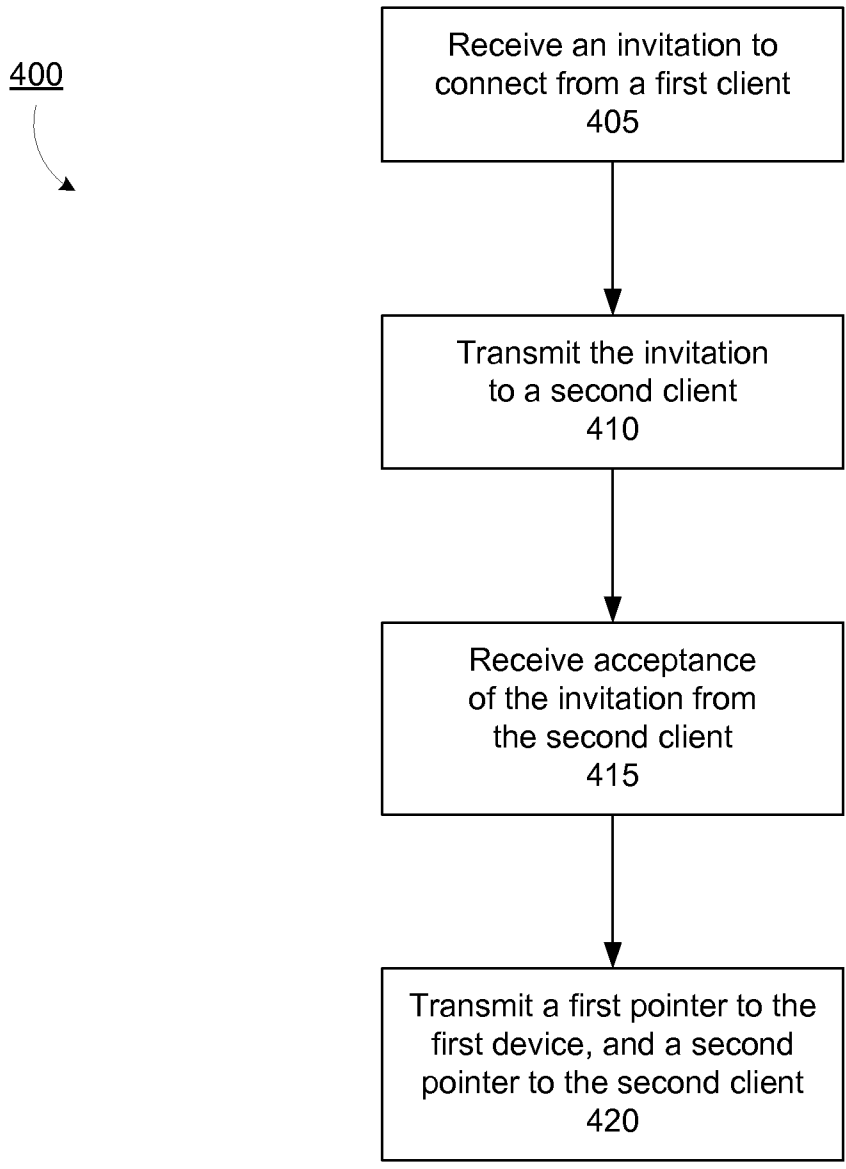 400
Receive an invitation to
connect from a first client
405
Transmit the invitation
to a second client
410
Receive acceptance
of the invitation from
the second client
415
Transmit a first pointer to the
first device, and a second
pointer to the second client
420